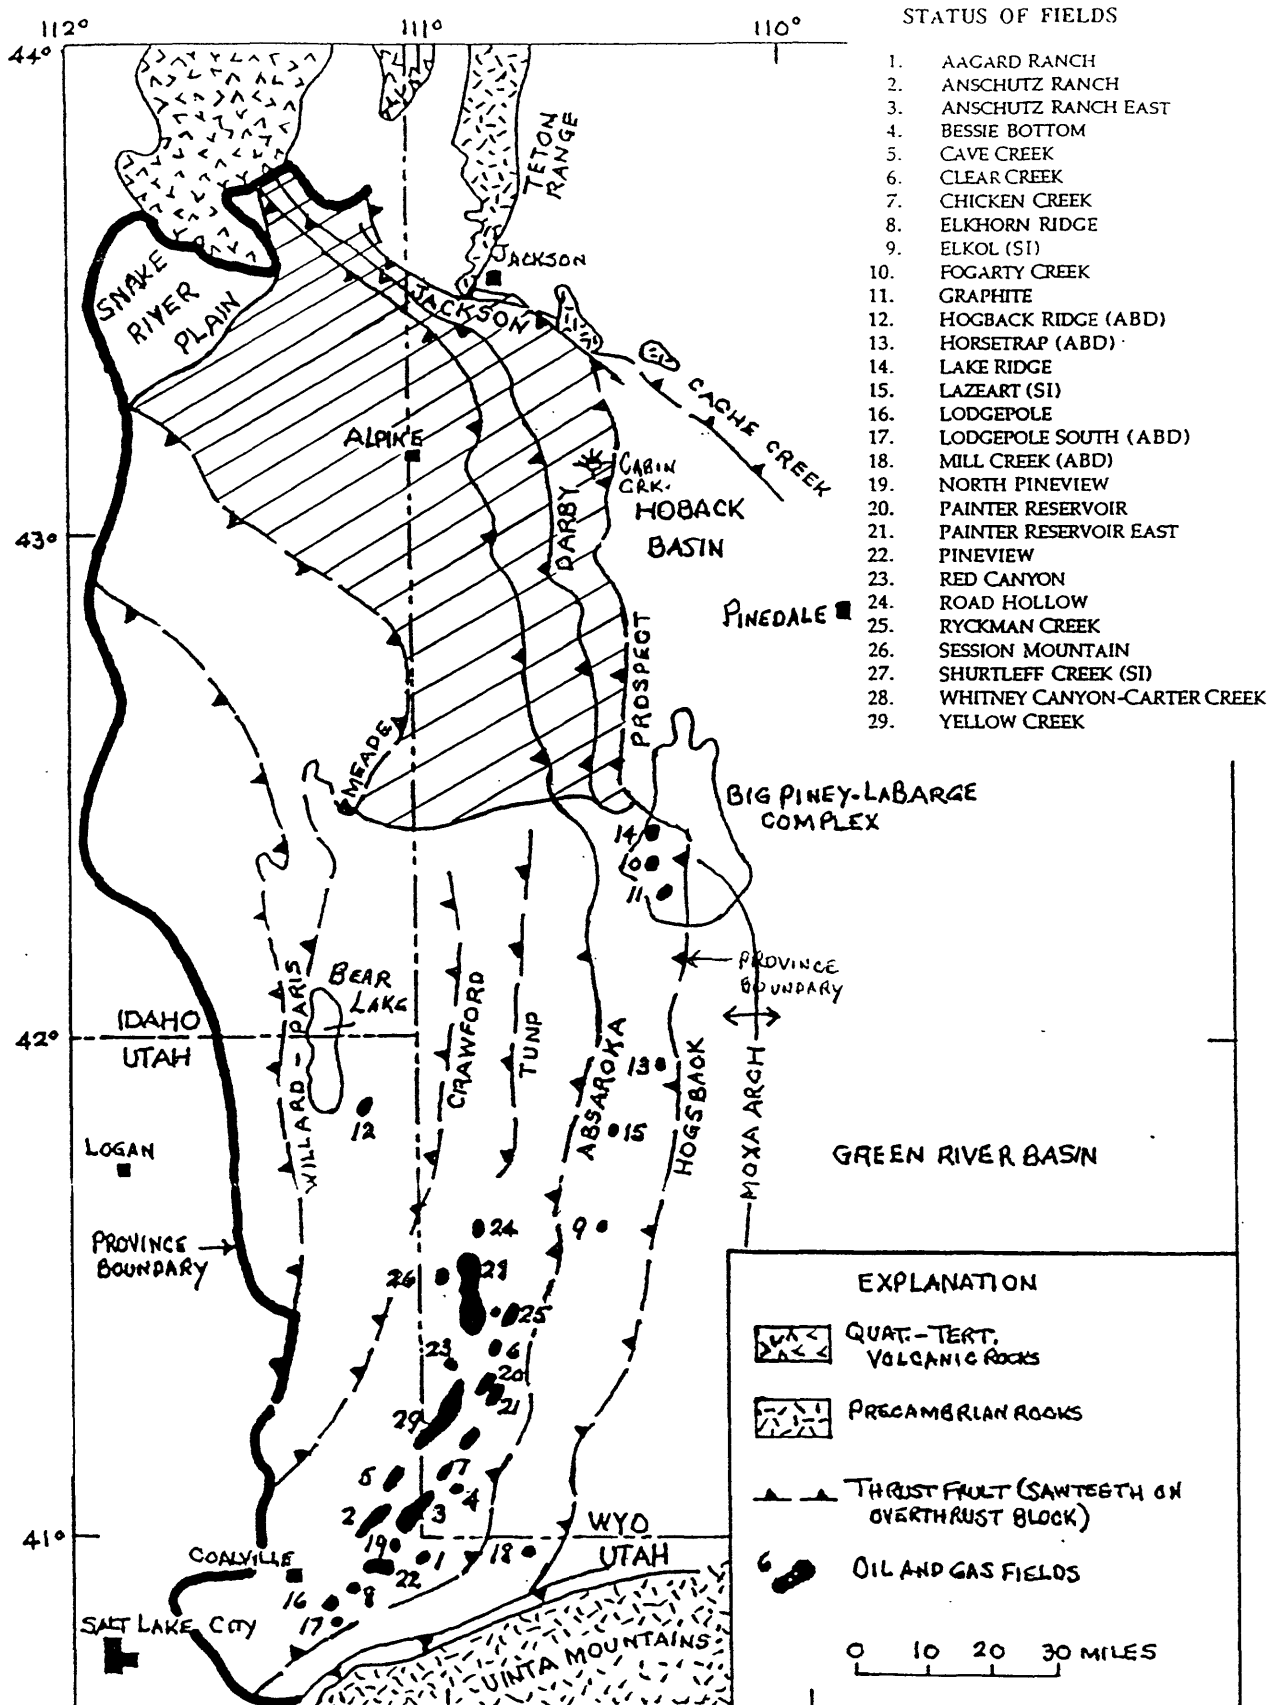 112°
111°
110°
STATUS OF FIELDS
44°
1. AAGARD RANCH
2. ANSCHUTZ RANCH
3. ANSCHUTZ RANCH EAST
4. BESSIE BOTTOM
5. CAVE CREEK
6. CLEAR CREEK
7. CHICKEN CREEK
8. ELKHORN RIDGE
9. ELKOL (SI)
10. FOGARTY CREEK
11. GRAPHITE
12. HOGBACK RIDGE (ABD)
13. HORSETRAP (ABD)
14. LAKE RIDGE
15. LAZEART (SI)
16. LODGEPOLE
17. LODGEPOLE SOUTH (ABD)
18. MILL CREEK (ABD)
19. NORTH PINEVIEW
20. PAINTER RESERVOIR
21. PAINTER RESERVOIR EAST
22. PINEVIEW
23. RED CANYON
24. ROAD HOLLOW
25. RYCKMAN CREEK
26. SESSION MOUNTAIN
27. SHURTLEFF CREEK (SI)
28. WHITNEY CANYON-CARTER CREEK
29. YELLOW CREEK
TETON
RANGE
JACKSON
SNAKE
RIVER
PLAIN
JACKSON
CACHE CREEK
ALPINE
CABIN
CRK.
HOBACK
BASIN
DARBY
43°
PINEDALE
PROSPECT
MEADE
BIG PINEY-LABARGE
COMPLEX
14
10
11
PROVINCE
BOUNDARY
BEAR
LAKE
WILLARD - PARIS
CRAWFORD
TUNP
ABSAROKA
HOGSBACK
MOXA ARCH
42°
IDAHO
UTAH
13
12
15
LOGAN
GREEN RIVER BASIN
PROVINCE
BOUNDARY
24
9
26
28
25
23
6
20
21
29
5
7
4
2
3
19
22
1
18
41°
WYO
UTAH
COALVILLE
16
8
17
SALT LAKE CITY
UINTA MOUNTAINS
EXPLANATION
QUAT.-TERT.
VOLCANIC ROCKS
PRECAMBRIAN ROCKS
THRUST FAULT (SAWTEETH ON
OVERTHRUST BLOCK)
6
OIL AND GAS FIELDS
0 10 20 30 MILES